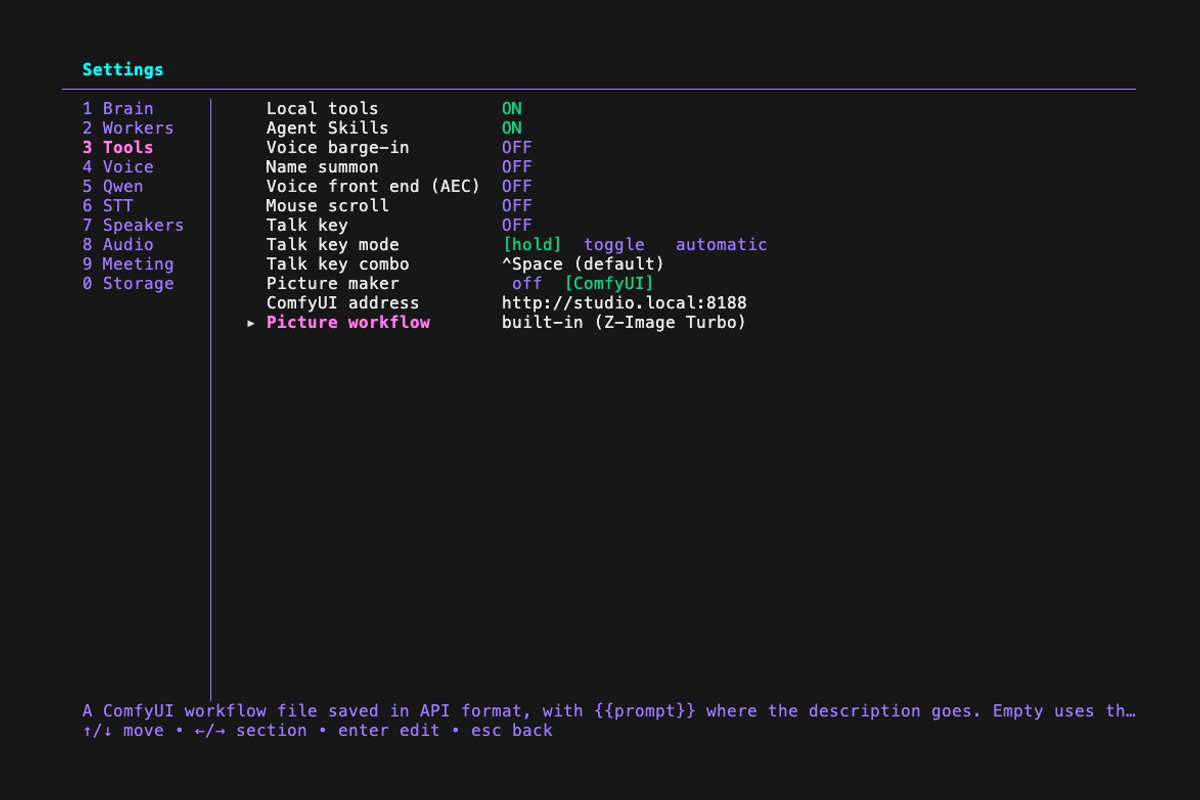 Settings
1 Brain
2 Workers
3 Tools
4 Voice
5 Qwen
6 STT
7 Speakers
8 Audio
9 Meeting
0 Storage
Local tools ON
Agent Skills ON
Voice barge-in OFF
Name summon OFF
Voice front end (AEC) OFF
Mouse scroll OFF
Talk key OFF
Talk key mode [hold] toggle automatic
Talk key combo ^Space (default)
Picture maker off [ComfyUI]
ComfyUI address http://studio.local:8188
▸ Picture workflow built-in (Z-Image Turbo)
A ComfyUI workflow file saved in API format, with {{prompt}} where the description goes. Empty uses th…
↑/↓ move • ←/→ section • enter edit • esc back